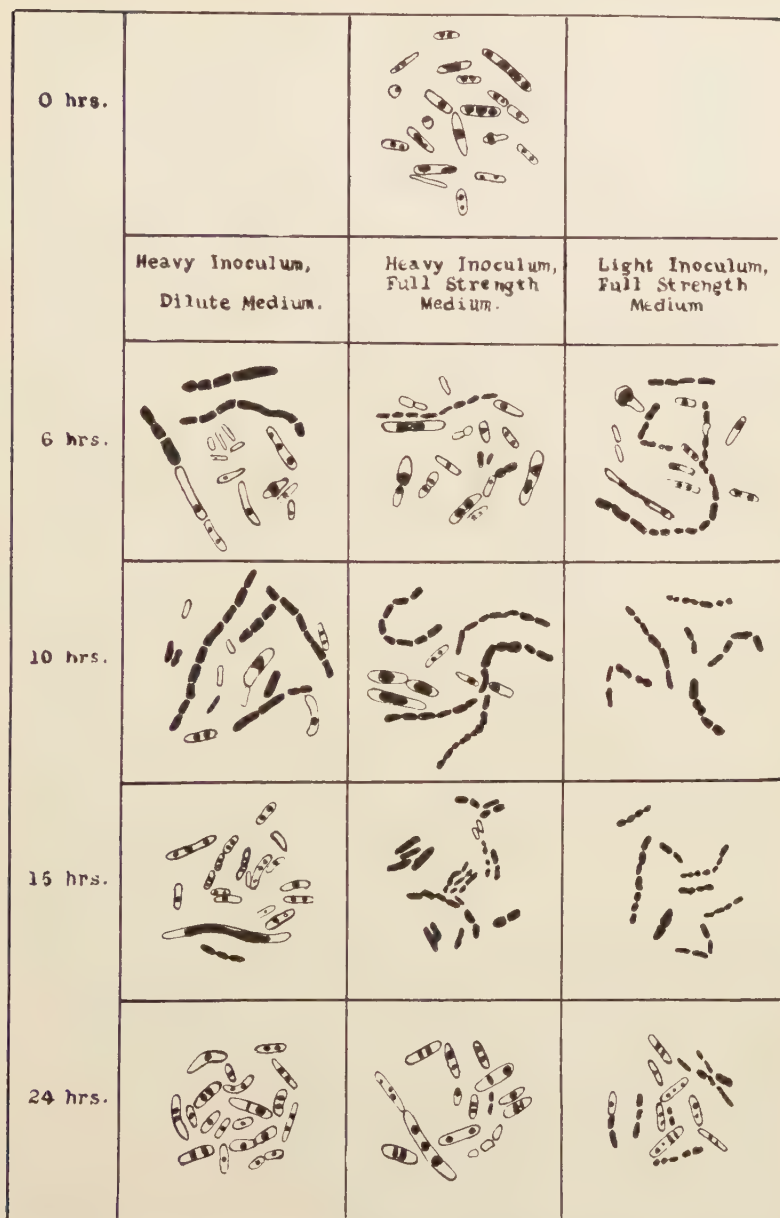 0 hrs.
Heavy Inoculum,
Dilute Medium.
Heavy Inoculum,
Full Strength
Medium.
Light Inoculum,
Full Strength
Medium
6 hrs.
10 hrs.
15 hrs.
24 hrs.